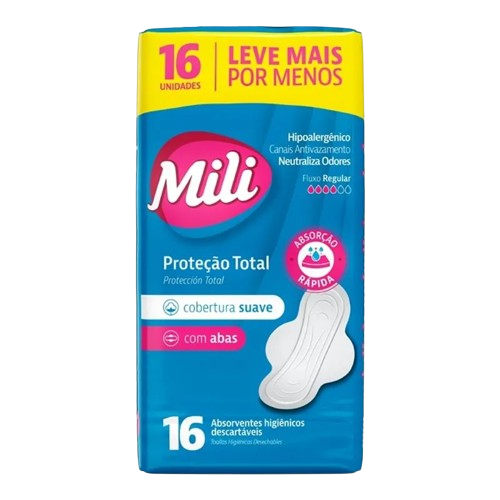 16
UNIDADES
LEVE MAIS
POR MENOS
Mili
Hipoalergênico
Canais Antivazamento
Neutraliza Odores
Fluxo Regular
ABSORÇÃO
RÁPIDA
Proteção Total
Protección Total
cobertura suave
com abas
16
Absorventes higiênicos
descartáveis
Toallas Higiénicas Desechables